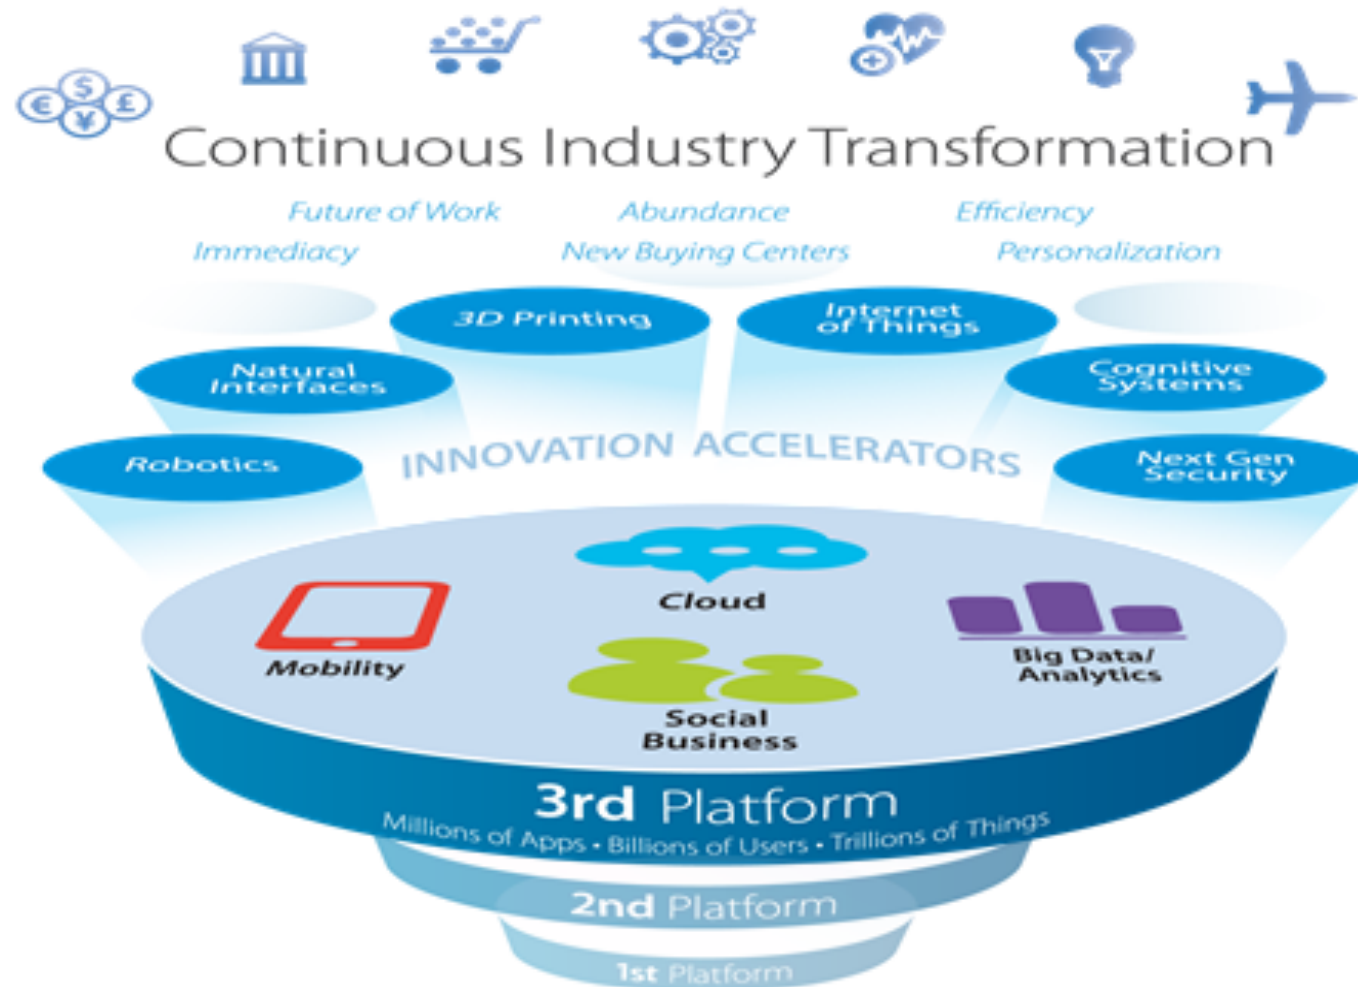 € $ £
¥
Continuous Industry Transformation
Future of Work Abundance Efficiency
Immediacy New Buying Centers Personalization
3D Printing
Internet
of Things
Natural
Interfaces
Cognitive
Systems
Robotics
INNOVATION ACCELERATORS
Next Gen
Security
Cloud
Mobility
Big Data/
Analytics
Social
Business
3rd Platform
Millions of Apps • Billions of Users • Trillions of Things
2nd Platform
1st Platform